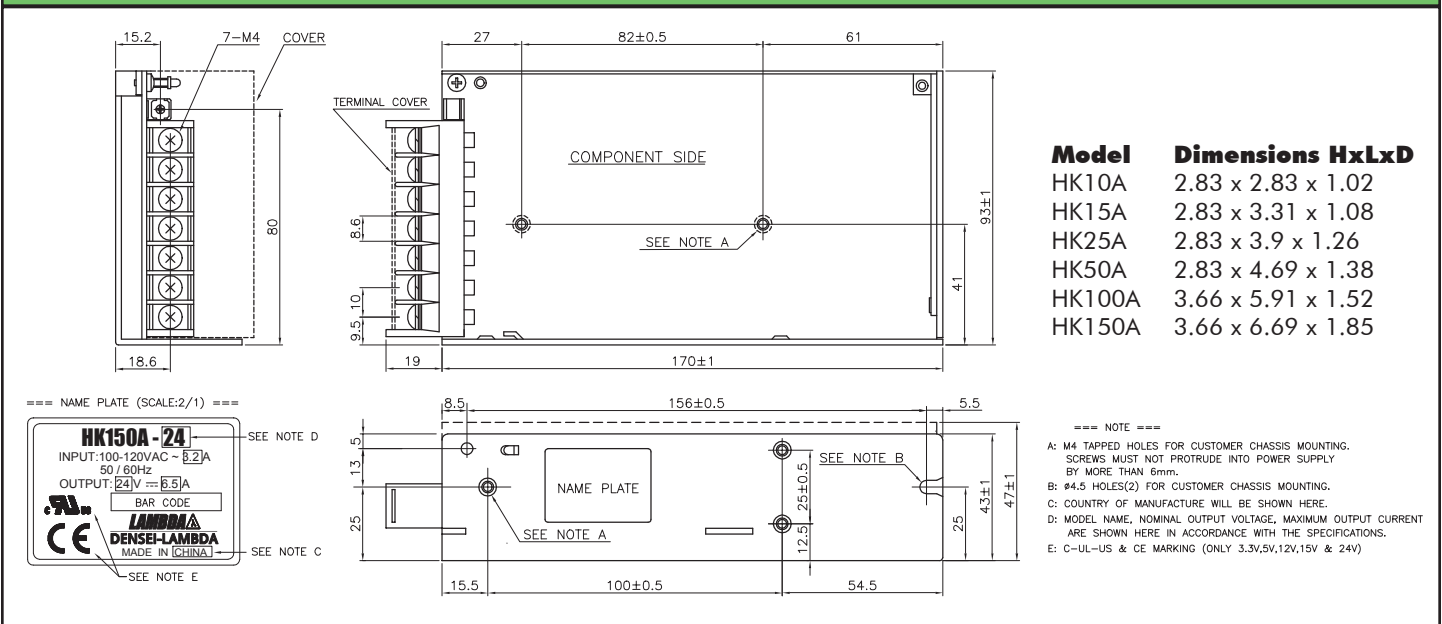 15.2
7-M4
COVER
80
18.6
27
82±0.5
61
TERMINAL COVER
COMPONENT SIDE
SEE NOTE A
8.6
10
9.5
93±1
41
19
170±1
Model Dimensions HxLxD
HK10A 2.83 x 2.83 x 1.02
HK15A 2.83 x 3.31 x 1.08
HK25A 2.83 x 3.9 x 1.26
HK50A 2.83 x 4.69 x 1.38
HK100A 3.66 x 5.91 x 1.52
HK150A 3.66 x 6.69 x 1.85
=== NAME PLATE (SCALE:2/1) ===
HK150A - 24
SEE NOTE D
INPUT:100-120VAC ~ 3.2 A
50 / 60Hz
OUTPUT: 24 V ⎓ 6.5 A
BAR CODE
c RU us
LAMBDA
CE
DENSEI-LAMBDA
MADE IN CHINA
SEE NOTE C
SEE NOTE E
8.5
156±0.5
5.5
5
13
25
NAME PLATE
SEE NOTE A
SEE NOTE B
25±0.5
12.5
25
43±1
47±1
15.5
100±0.5
54.5
=== NOTE ===
A: M4 TAPPED HOLES FOR CUSTOMER CHASSIS MOUNTING.
SCREWS MUST NOT PROTRUDE INTO POWER SUPPLY
BY MORE THAN 6mm.
B: ø4.5 HOLES(2) FOR CUSTOMER CHASSIS MOUNTING.
C: COUNTRY OF MANUFACTURE WILL BE SHOWN HERE.
D: MODEL NAME, NOMINAL OUTPUT VOLTAGE, MAXIMUM OUTPUT CURRENT
ARE SHOWN HERE IN ACCORDANCE WITH THE SPECIFICATIONS.
E: C-UL-US & CE MARKING (ONLY 3.3V,5V,12V,15V & 24V)